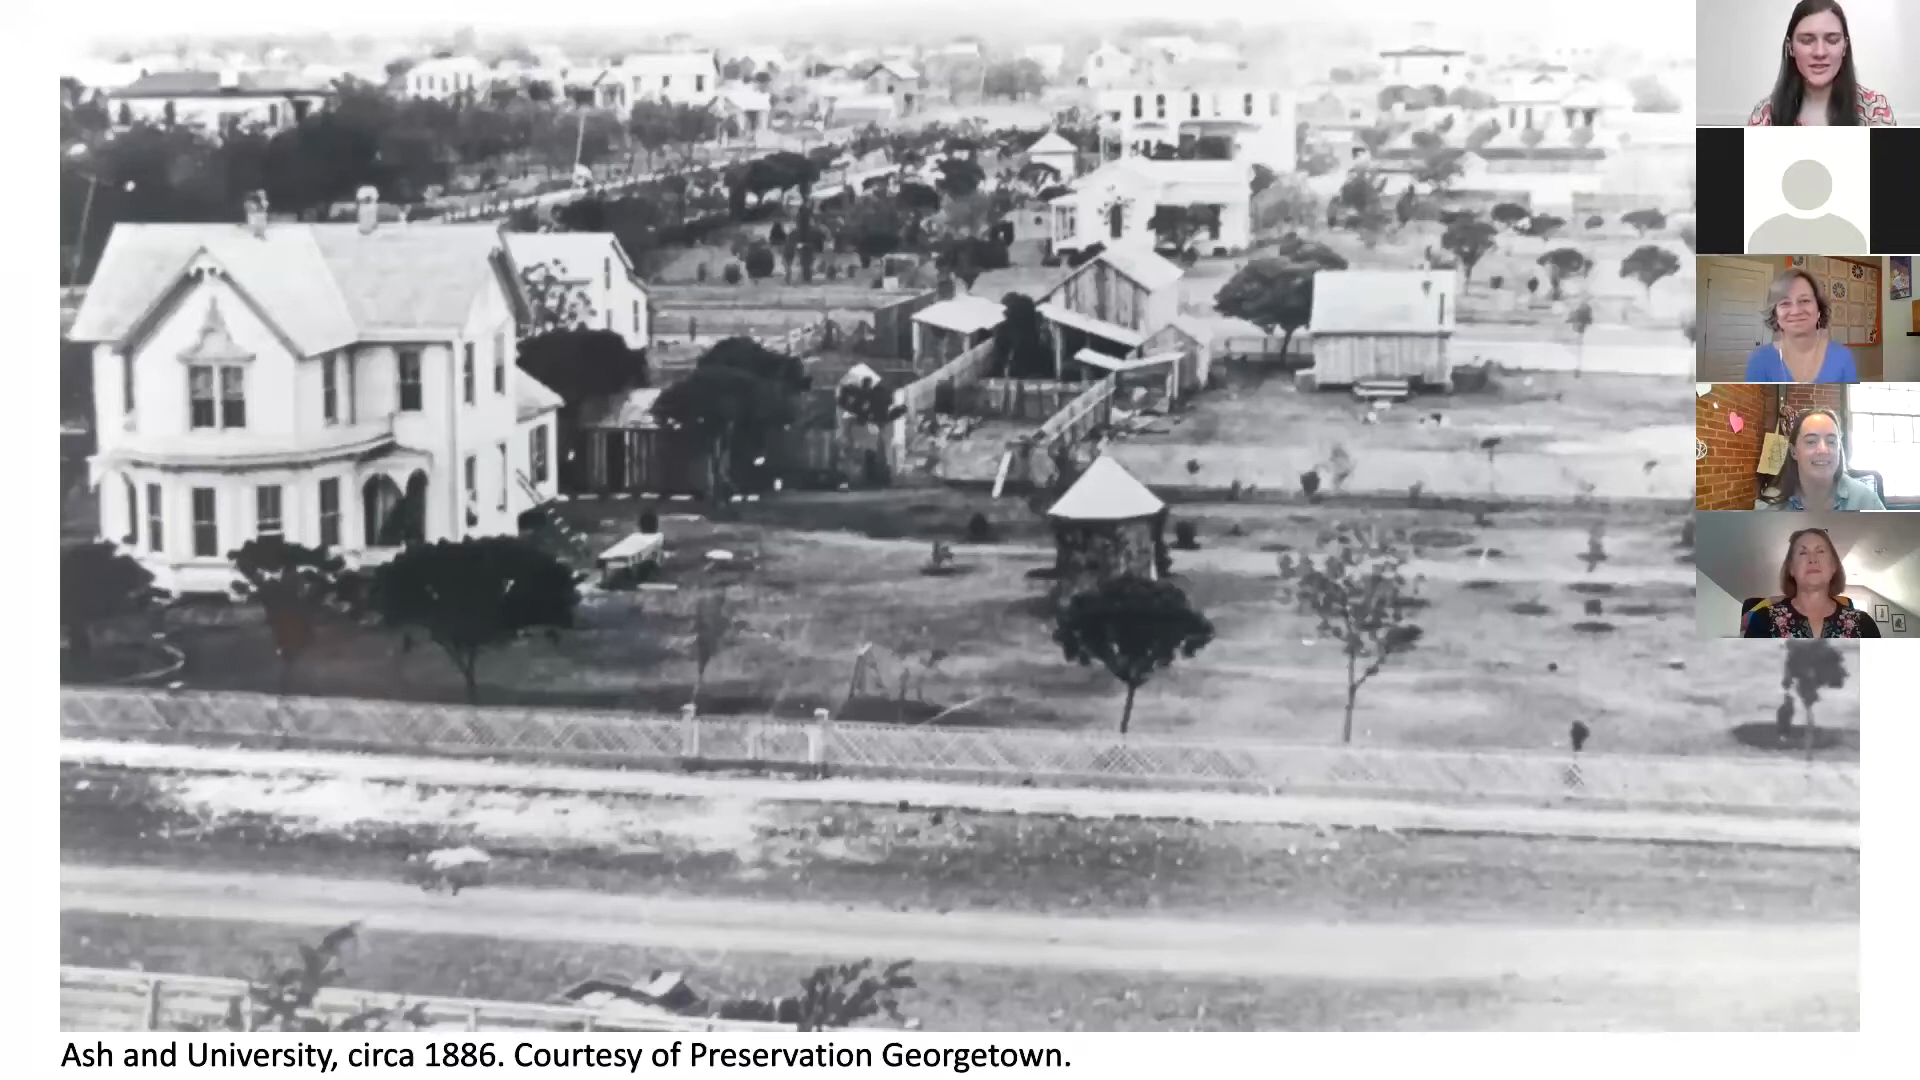 Ash and University, circa 1886. Courtesy of Preservation Georgetown.